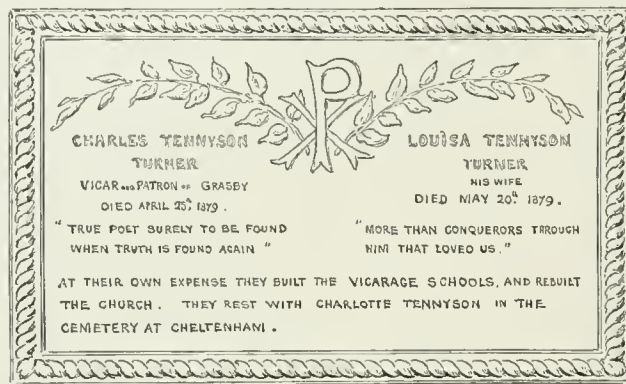 CHARLES TENNYSON
TURNER
VICAR AND PATRON OF GRASBY
DIED APRIL 25th, 1879.
" TRUE POET SURELY TO BE FOUND
WHEN TRUTH IS FOUND AGAIN "
LOUISA TENNYSON
TURNER
HIS WIFE
DIED MAY 20th 1879.
" MORE THAN CONQUERORS THROUGH
HIM THAT LOVED US."
AT THEIR OWN EXPENSE THEY BUILT THE VICARAGE SCHOOLS, AND REBUILT
THE CHURCH. THEY REST WITH CHARLOTTE TENNYSON IN THE
CEMETERY AT CHELTENHAM.